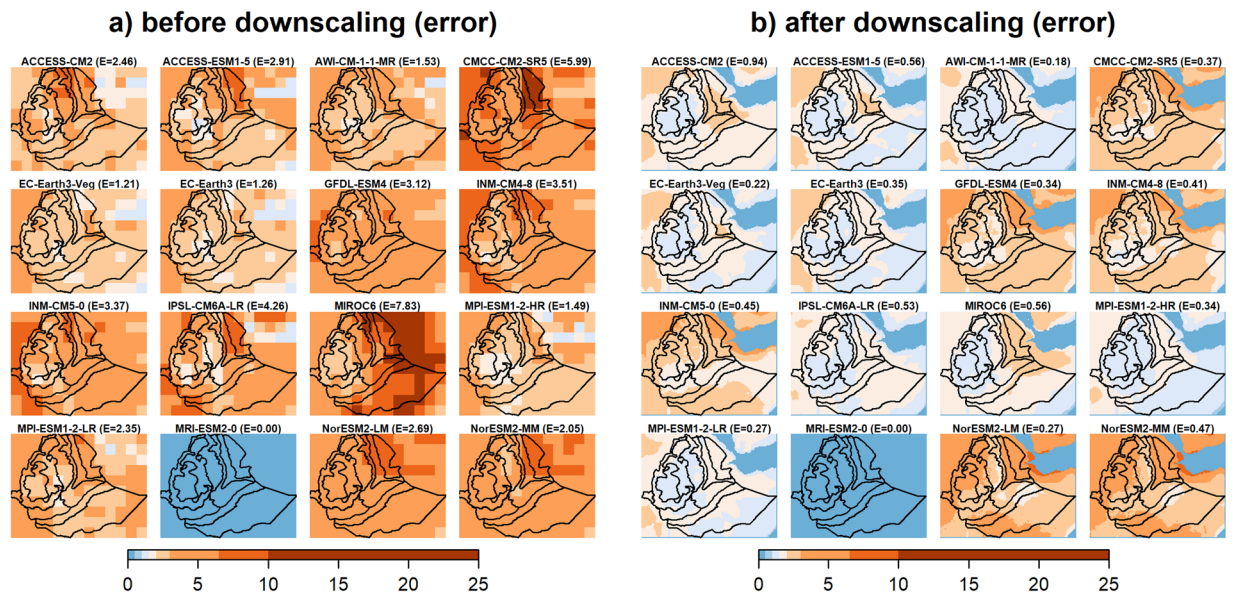 a) before downscaling (error)
ACCESS-CM2 (E=2.46) ACCESS-ESM1-5 (E=2.91) AWI-CM-1-1-MR (E=1.53) CMCC-CM2-SR5 (E=5.99)
EC-Earth3-Veg (E=1.21) EC-Earth3 (E=1.26) GFDL-ESM4 (E=3.12) INM-CM4-8 (E=3.51)
INM-CM5-0 (E=3.37) IPSL-CM6A-LR (E=4.26) MIROC6 (E=7.83) MPI-ESM1-2-HR (E=1.49)
MPI-ESM1-2-LR (E=2.35) MRI-ESM2-0 (E=0.00) NorESM2-LM (E=2.69) NorESM2-MM (E=2.05)
0 5 10 15 20 25
b) after downscaling (error)
ACCESS-CM2 (E=0.94) ACCESS-ESM1-5 (E=0.56) AWI-CM-1-1-MR (E=0.18) CMCC-CM2-SR5 (E=0.37)
EC-Earth3-Veg (E=0.22) EC-Earth3 (E=0.35) GFDL-ESM4 (E=0.34) INM-CM4-8 (E=0.41)
INM-CM5-0 (E=0.45) IPSL-CM6A-LR (E=0.53) MIROC6 (E=0.56) MPI-ESM1-2-HR (E=0.34)
MPI-ESM1-2-LR (E=0.27) MRI-ESM2-0 (E=0.00) NorESM2-LM (E=0.27) NorESM2-MM (E=0.47)
0 5 10 15 20 25